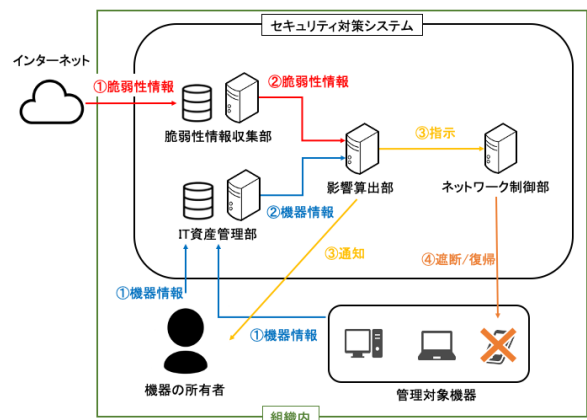 セキュリティ対策システム
インターネット
①脆弱性情報
②脆弱性情報
脆弱性情報収集部
③指示
影響算出部
ネットワーク制御部
②機器情報
IT資産管理部
③通知
④遮断/復帰
①機器情報
①機器情報
機器の所有者
管理対象機器
組織内